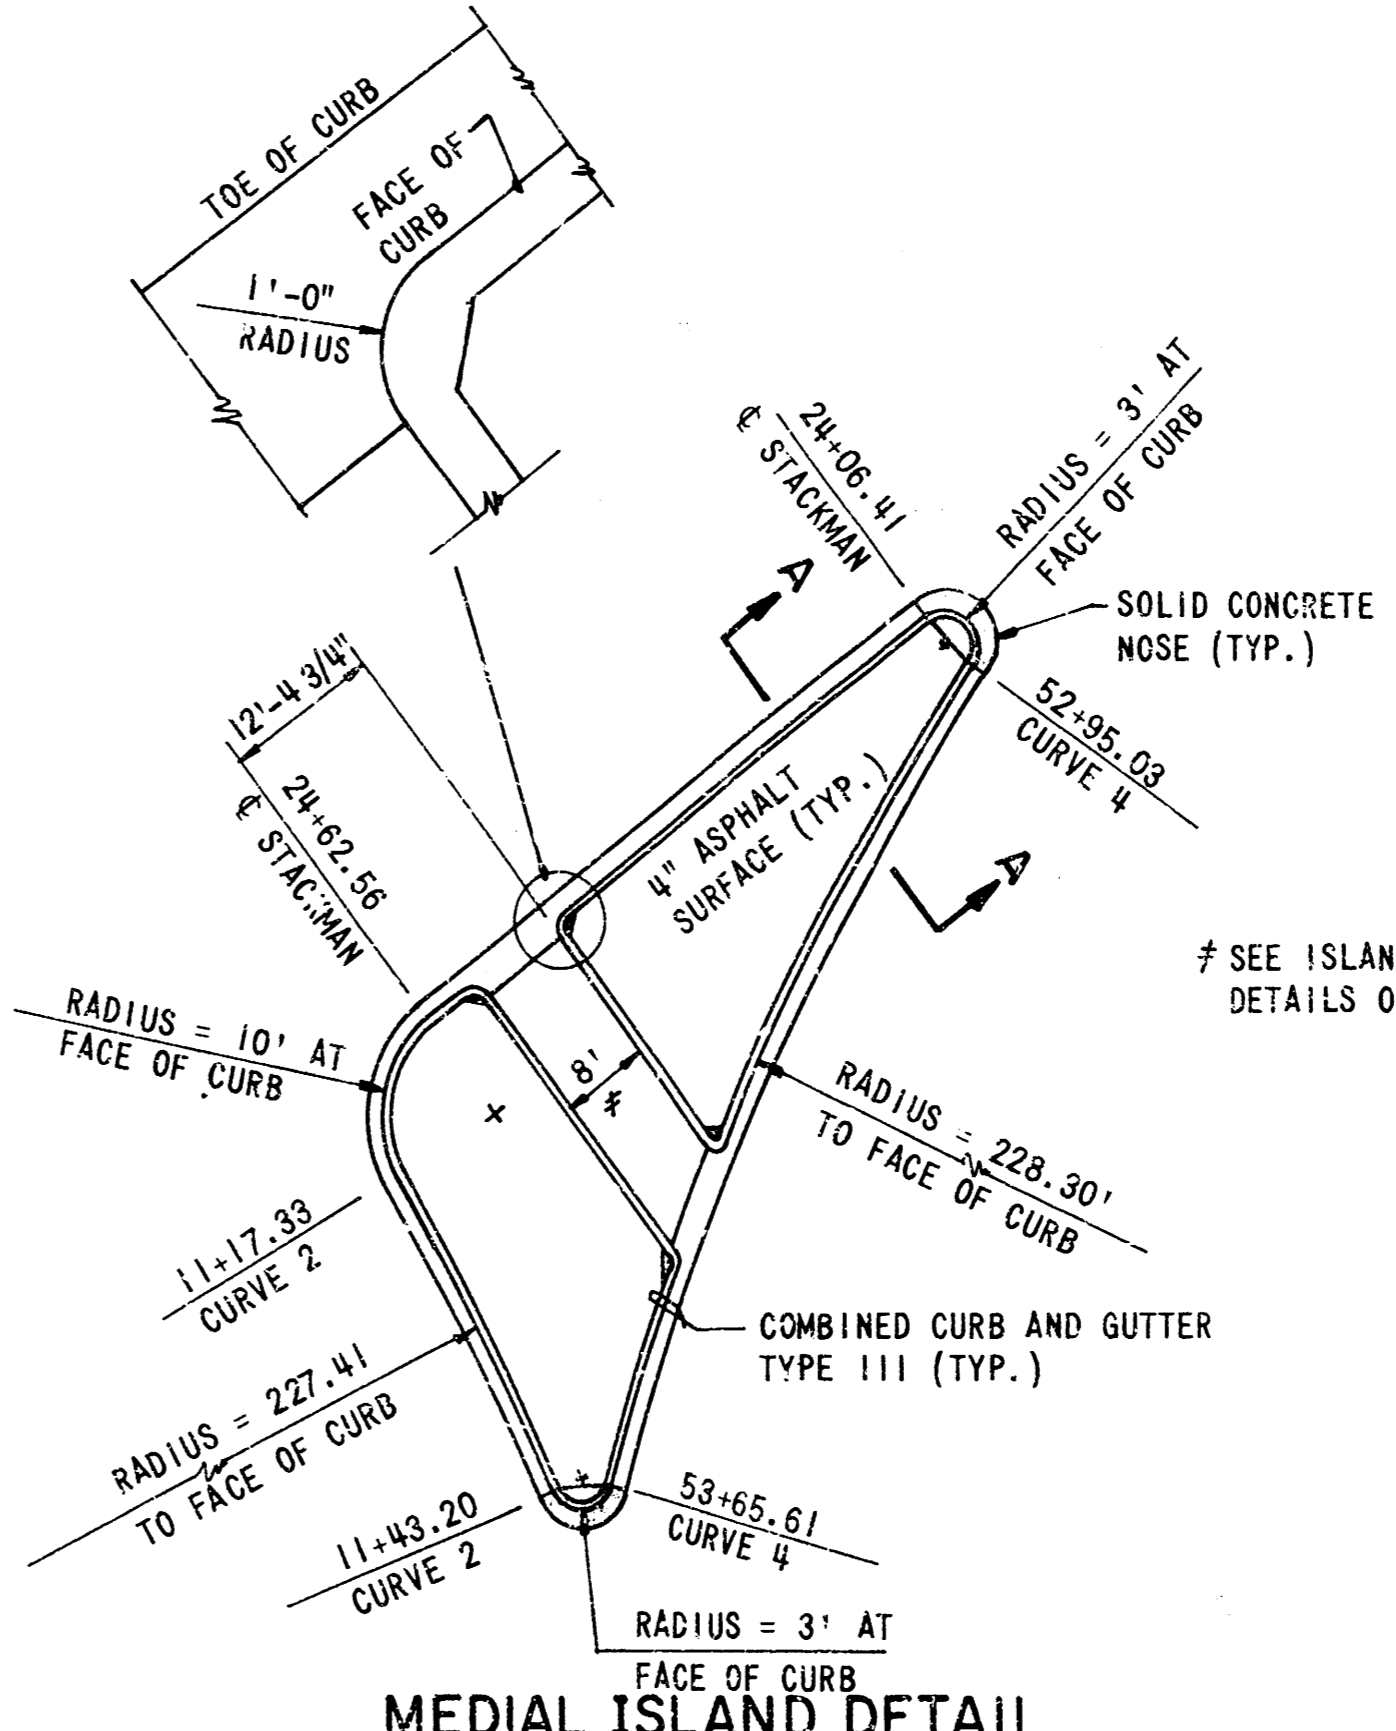 TOE OF CURB
FACE OF
CURB
1'-0"
RADIUS
24+06.41
℄ STACKMAN
RADIUS = 3' AT
FACE OF CURB
A
SOLID CONCRETE
NOSE (TYP.)
12'-4 3/4"
52+95.03
CURVE 4
24+62.56
℄ STACKMAN
4" ASPHALT
SURFACE (TYP.)
A
SEE ISLAN
DETAILS O
RADIUS = 10' AT
FACE OF CURB
8'
RADIUS = 228.30'
TO FACE OF CURB
11+17.33
CURVE 2
COMBINED CURB AND GUTTER
TYPE III (TYP.)
RADIUS = 227.41
TO FACE OF CURB
11+43.20
CURVE 2
53+65.61
CURVE 4
RADIUS = 3' AT
FACE OF CURB
MEDIAL ISLAND DETAIL